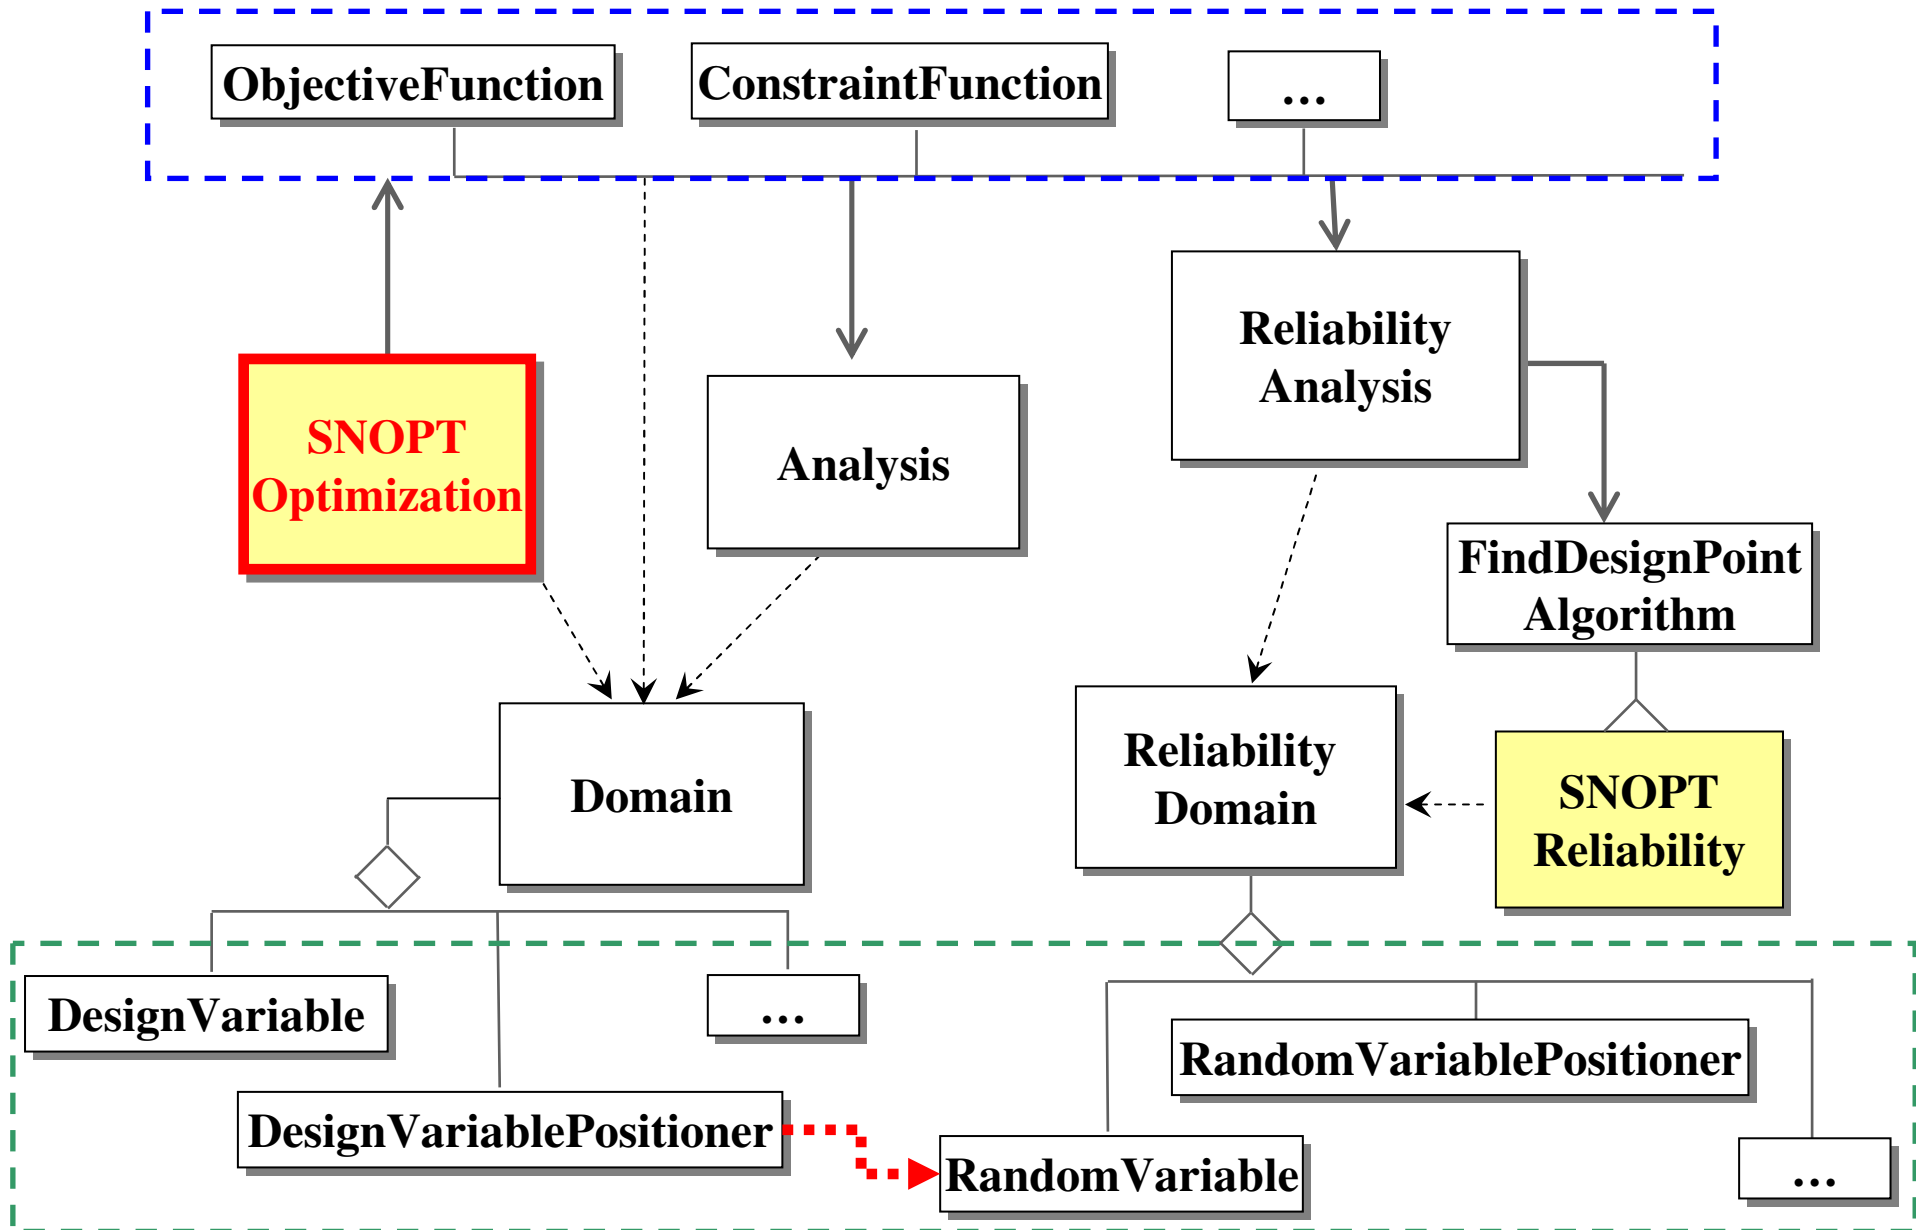 ObjectiveFunction
ConstraintFunction
...
Reliability
Analysis
SNOPT
Optimization
Analysis
FindDesignPoint
Algorithm
Domain
Reliability
Domain
SNOPT
Reliability
DesignVariable
...
RandomVariablePositioner
DesignVariablePositioner
RandomVariable
...